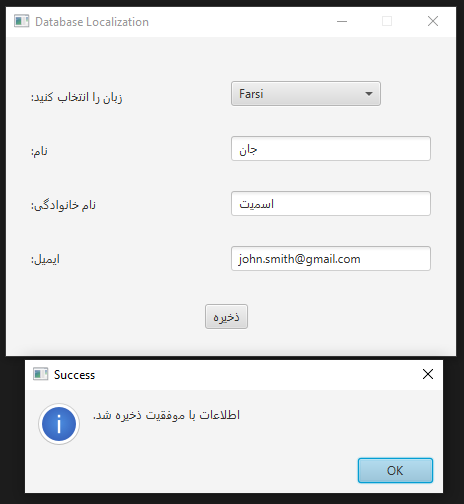 Database Localization
زبان را انتخاب کنید:
Farsi
نام:
جان
نام خانوادگی:
اسمیت
ایمیل:
john.smith@gmail.com
ذخیره
Success
اطلاعات با موفقیت ذخیره شد.
OK